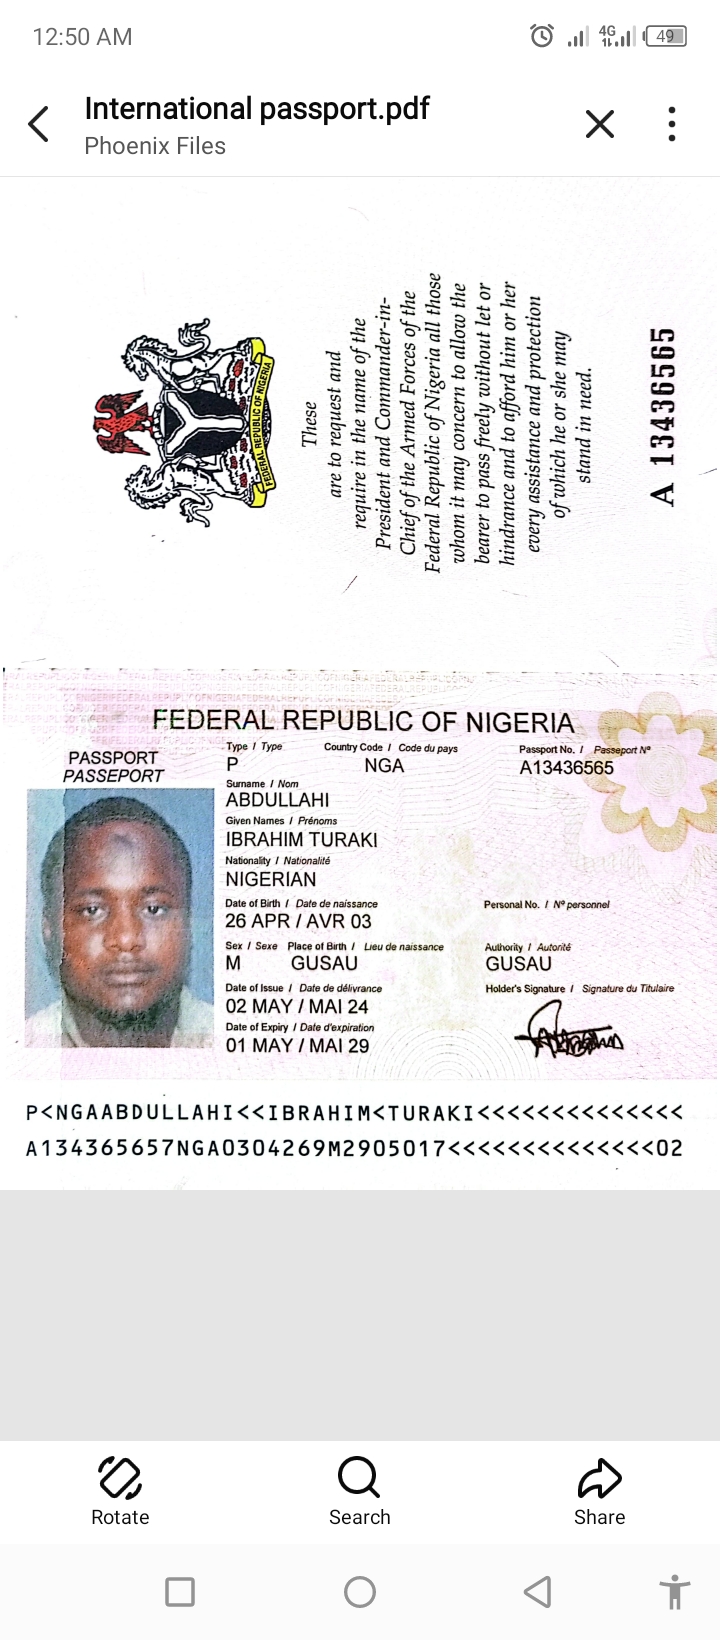 12:50 AM
4G
49
International passport.pdf
Phoenix Files
FEDERAL REPUBLIC OF NIGERIA
These
are to request and
require in the name of the
President and Commander-in-
Chief of the Armed Forces of the
Federal Republic of Nigeria all those
whom it may concern to allow the
bearer to pass freely without let or
hindrance and to afford him or her
every assistance and protection
of which he or she may
stand in need.
A 13436565
FEDERAL REPUBLIC OF NIGERIA
PASSPORT
PASSEPORT
Type / Type Country Code / Code du pays Passport No. / Passeport Nº
P NGA A13436565
Surname / Nom
ABDULLAHI
Given Names / Prénoms
IBRAHIM TURAKI
Nationality / Nationalité
NIGERIAN
Date of Birth / Date de naissance Personal No. / Nº personnel
26 APR / AVR 03
Sex / Sexe Place of Birth / Lieu de naissance Authority / Autorité
M GUSAU GUSAU
Date of Issue / Date de délivrance Holder's Signature / Signature du Titulaire
02 MAY / MAI 24
Date of Expiry / Date d'expiration
01 MAY / MAI 29
P<NGAABDULLAHI<<IBRAHIM<TURAKI<<<<<<<<<<<<<<
A134365657NGA0304269M2905017<<<<<<<<<<<<<<02
Rotate Search Share